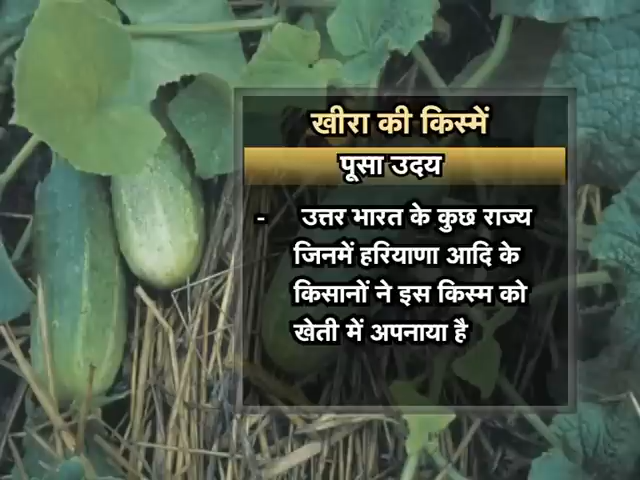 खीरा की किस्में
पूसा उदय
- उत्तर भारत के कुछ राज्य
जिनमें हरियाणा आदि के
किसानों ने इस किस्म को
खेती में अपनाया है